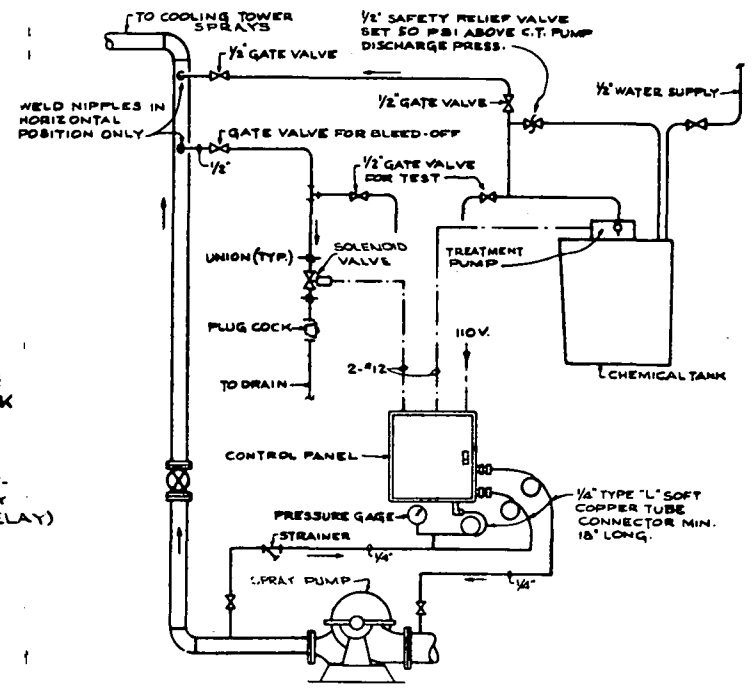 TO COOLING TOWER
SPRAYS
1/2" SAFETY RELIEF VALVE
SET 50 PSI ABOVE C.T. PUMP
DISCHARGE PRESS.
1/2" GATE VALVE
1/2" GATE VALVE
1/2" WATER SUPPLY
WELD NIPPLES IN
HORIZONTAL
POSITION ONLY
GATE VALVE FOR BLEED-OFF
1/2"
1/2" GATE VALVE
FOR TEST
UNION (TYP.)
SOLENOID
VALVE
TREATMENT
PUMP
PLUG COCK
110V.
TO DRAIN
2-#12
CHEMICAL TANK
K
CONTROL PANEL
ELAY)
PRESSURE GAGE
1/4" TYPE "L" SOFT
COPPER TUBE
CONNECTOR MIN.
18" LONG.
STRAINER
1/4"
1/4"
SPRAY PUMP